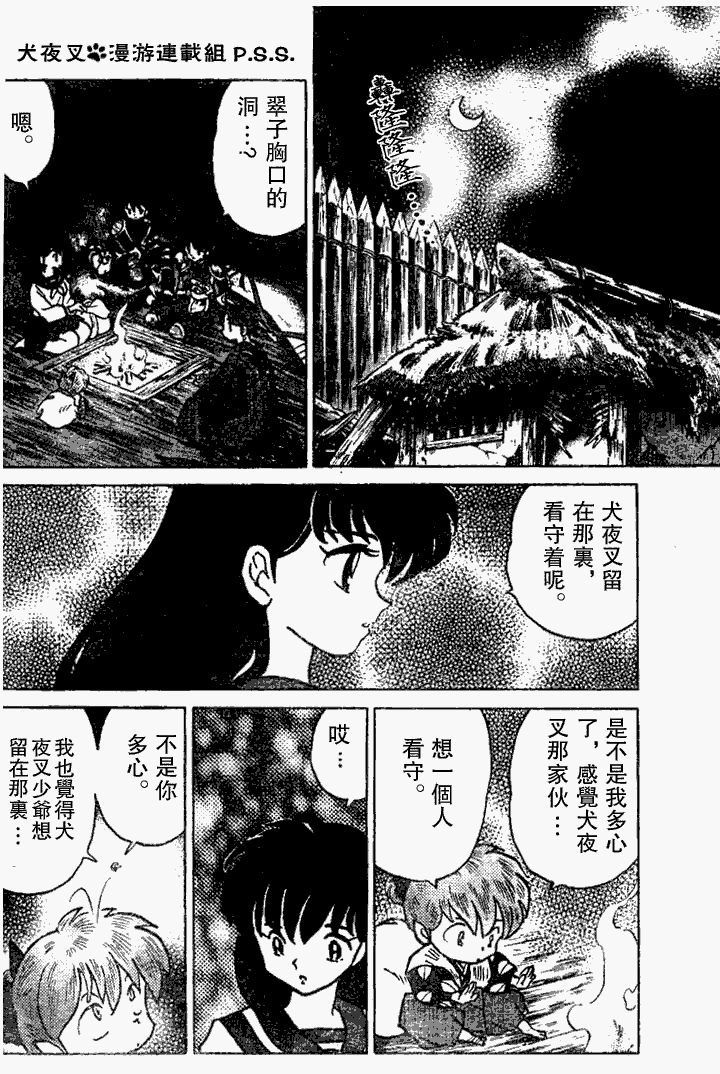 犬夜叉漫游連載組 P.S.S.
轟隆隆隆…
翠子胸口的
洞…?
嗯。
犬夜叉留
在那裏,
看守着呢。
是不是我多心
了,感覺犬夜
叉那家伙…
想一個人
看守。
哎…
不是你
多心。
我也覺得犬
夜叉少爺想
留在那裏…